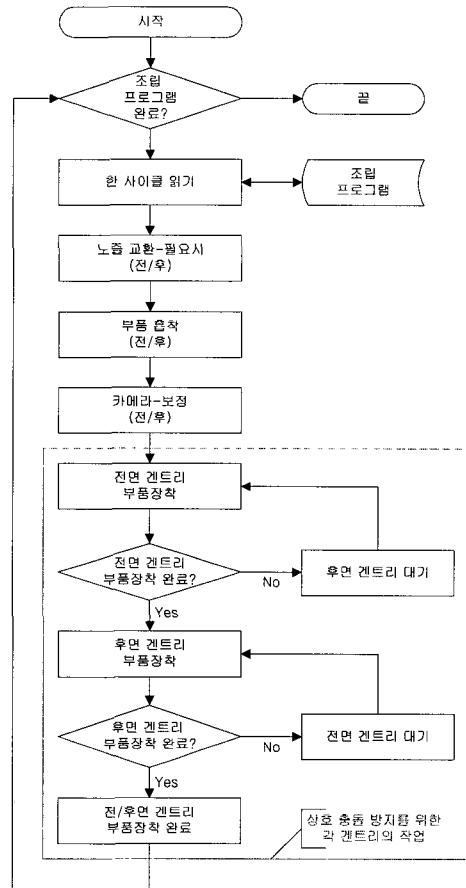 시작
조립
프로그램
완료?
끝
한 사이클 읽기
조립
프로그램
노즐 교환-필요시
(전/후)
부품 흡착
(전/후)
카메라-보정
(전/후)
전면 겐트리
부품장착
전면 겐트리
부품장착 완료?
No
후면 겐트리 대기
Yes
후면 겐트리
부품장착
후면 겐트리
부품장착 완료?
No
전면 겐트리 대기
Yes
전/후면 겐트리
부품장착 완료
상호 충돌 방지를 위한
각 겐트리의 작업